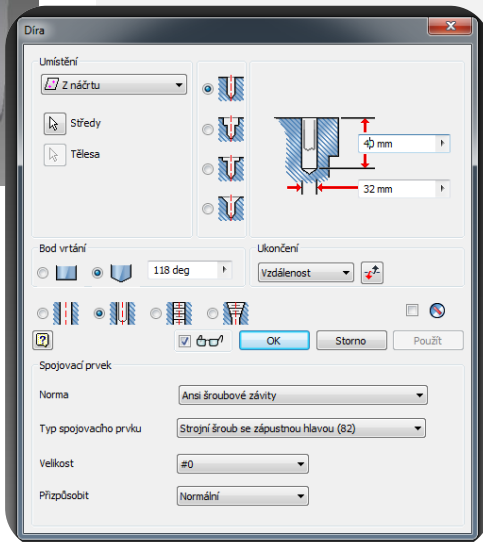 Díra
Umístění
Z náčrtu
Středy
Tělesa
40 mm
32 mm
Bod vrtání
118 deg
Ukončení
Vzdálenost
OK
Storno
Použít
Spojovací prvek
Norma
Ansi šroubové závity
Typ spojovacího prvku
Strojní šroub se zápustnou hlavou (82)
Velikost
#0
Přizpůsobit
Normální